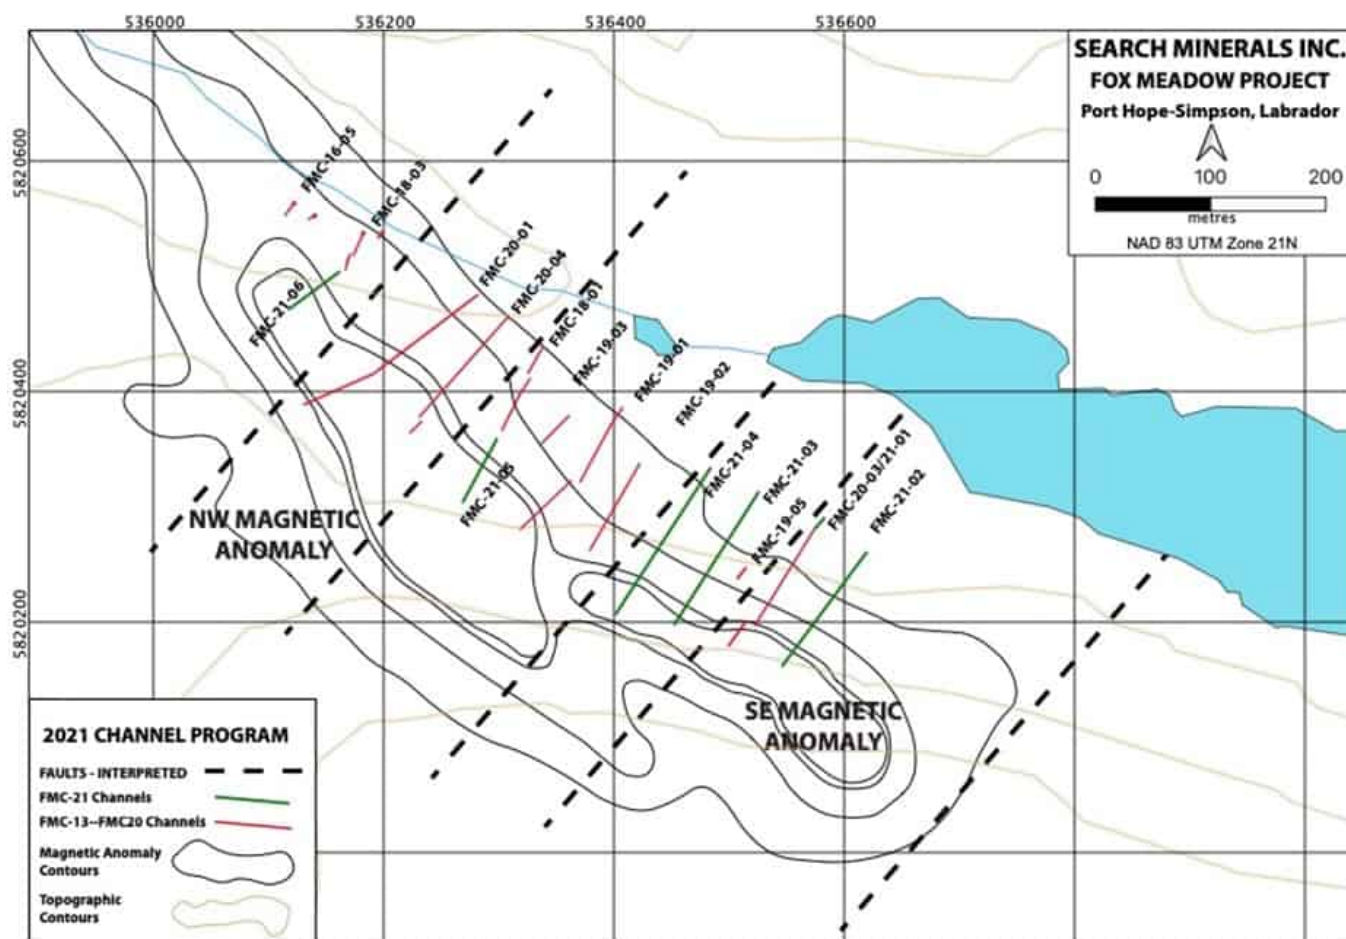 536000
536200
536400
536600
SEARCH MINERALS INC.
FOX MEADOW PROJECT
Port Hope-Simpson, Labrador
0 100 200
metres
NAD 83 UTM Zone 21N
5820600
5820400
5820200
FMC-16-05
FMC-18-03
FMC-20-01
FMC-20-04
FMC-21-06
FMC-18-01
FMC-19-03
FMC-19-01
FMC-19-02
FMC-21-05
FMC-21-04
FMC-21-03
FMC-19-05
FMC-20-03/21-01
FMC-21-02
NW MAGNETIC
ANOMALY
SE MAGNETIC
ANOMALY
2021 CHANNEL PROGRAM
FAULTS - INTERPRETED
FMC-21 Channels
FMC-13--FMC20 Channels
Magnetic Anomaly
Contours
Topographic
Contours